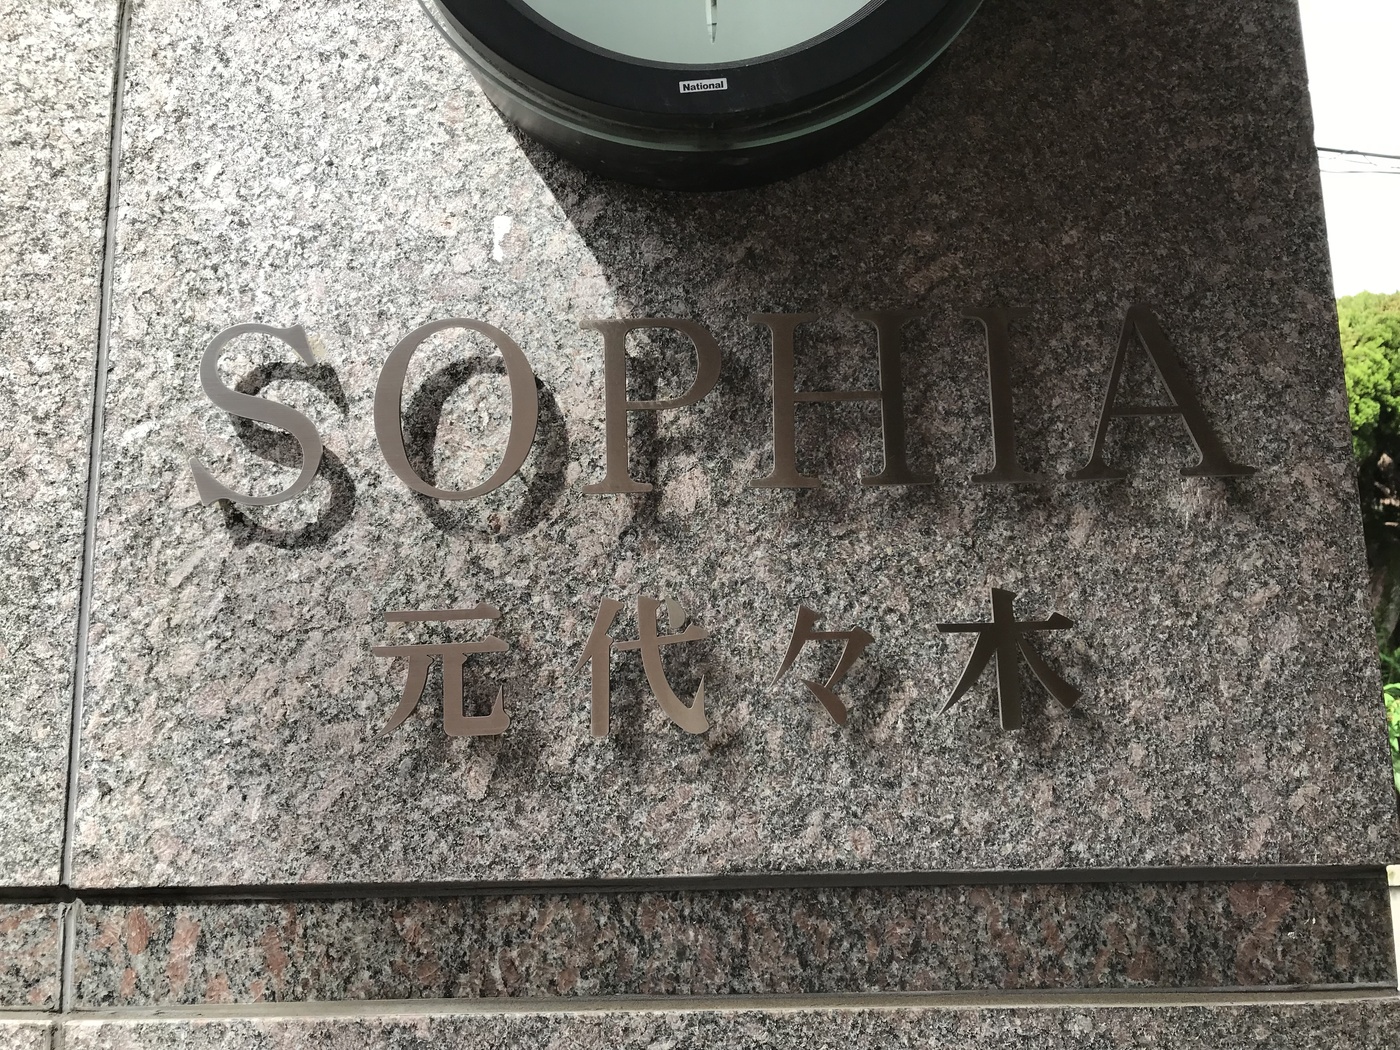 National
SOPHIA
元代々木